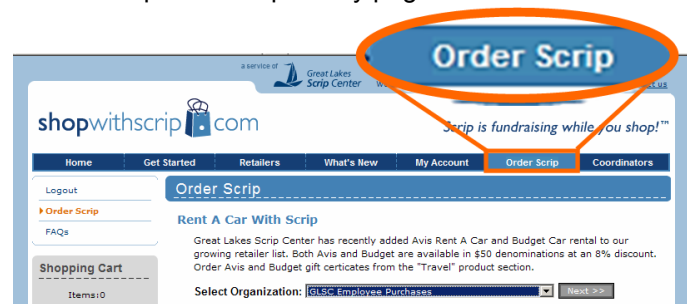 Order Scrip
a service of Great Lakes Scrip Center
shopwithscrip com
Scrip is fundraising while you shop!™
Home Get Started Retailers What's New My Account Order Scrip Coordinators
Logout
Order Scrip
FAQs
Shopping Cart
Items:0
Order Scrip
Rent A Car With Scrip
Great Lakes Scrip Center has recently added Avis Rent A Car and Budget Car rental to our
growing retailer list. Both Avis and Budget are available in $50 denominations at an 8% discount.
Order Avis and Budget gift certicates from the "Travel" product section.
Select Organization: GLSC Employee Purchases Next >>